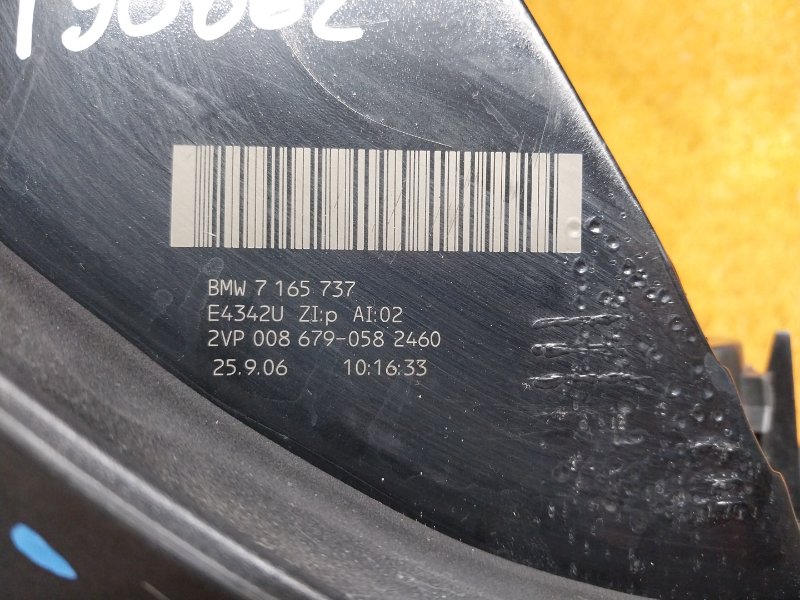 BMW 7 165 737
E4342U ZI:p AI:02
2VP 008 679-058 2460
25.9.06 10:16:33